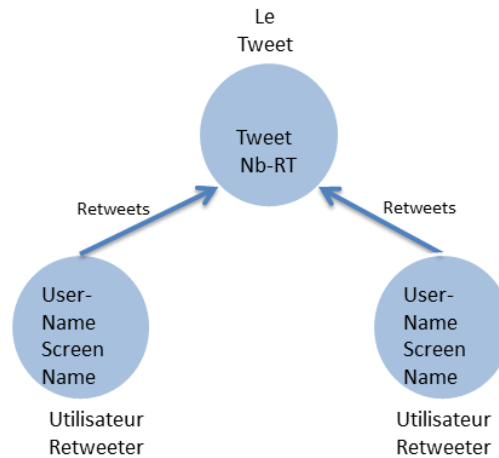 Le
Tweet
Tweet
Nb-RT
Retweets
Retweets
User-
Name
Screen
Name
User-
Name
Screen
Name
Utilisateur
Retweeter
Utilisateur
Retweeter